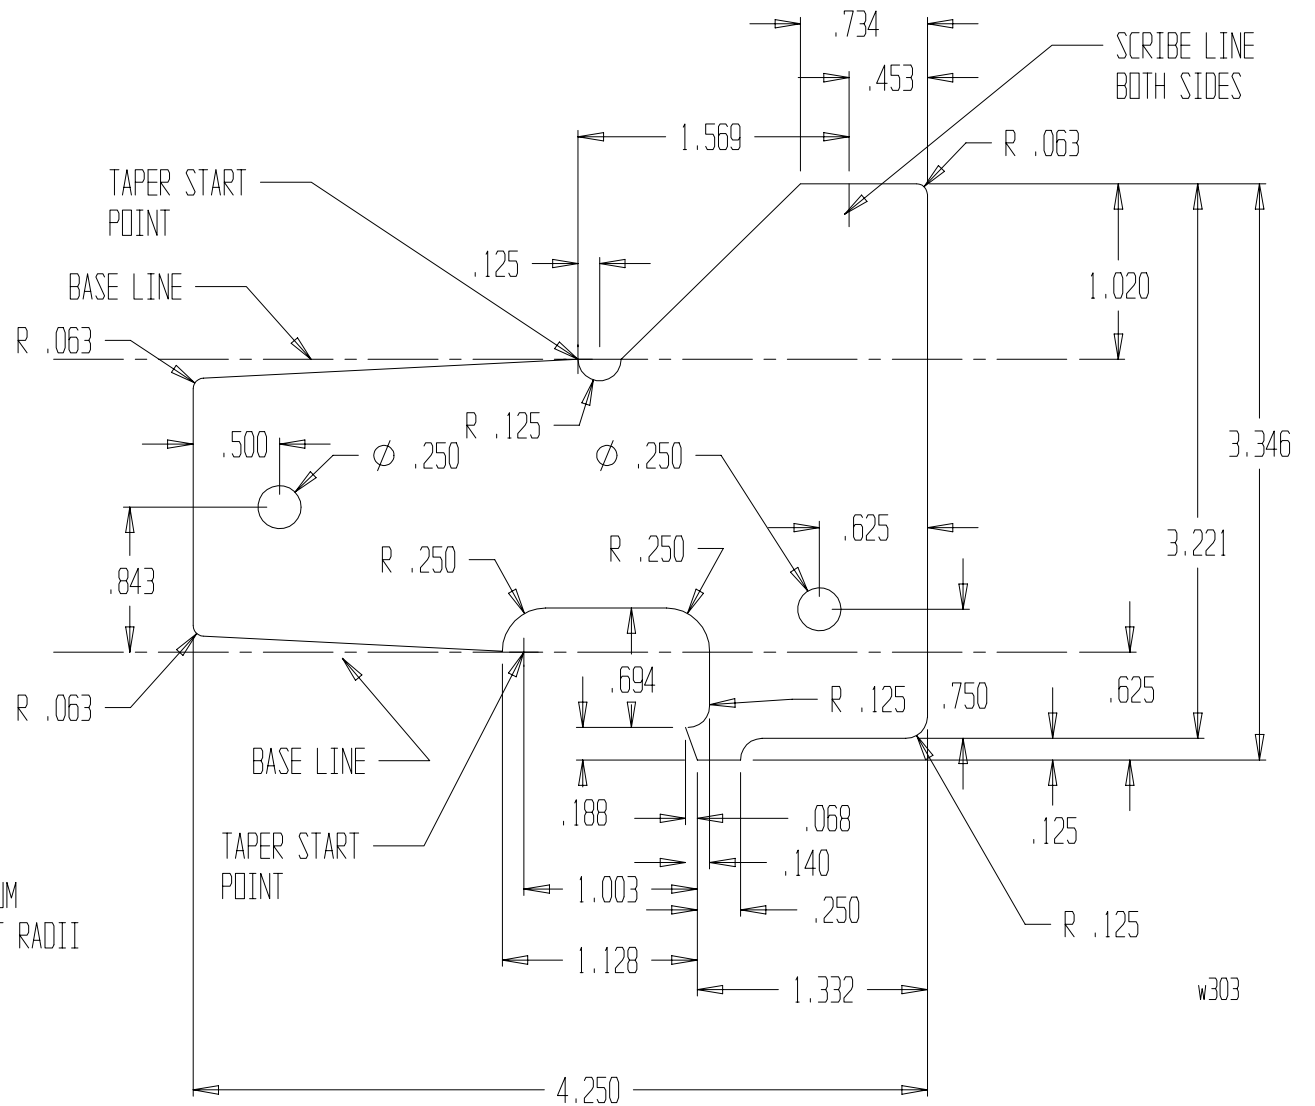 .734
SCRIBE LINE
BOTH SIDES
.453
1.569
R .063
TAPER START
POINT
.125
BASE LINE
1.020
R .063
R .125
.500
Ø .250
Ø .250
3.346
.625
3.221
R .250
R .250
.843
.694
R .125
.750
.625
R .063
BASE LINE
.188
.068
.125
TAPER START
POINT
.140
1.003
.250
R .125
RADII
1.128
1.332
w303
4.250